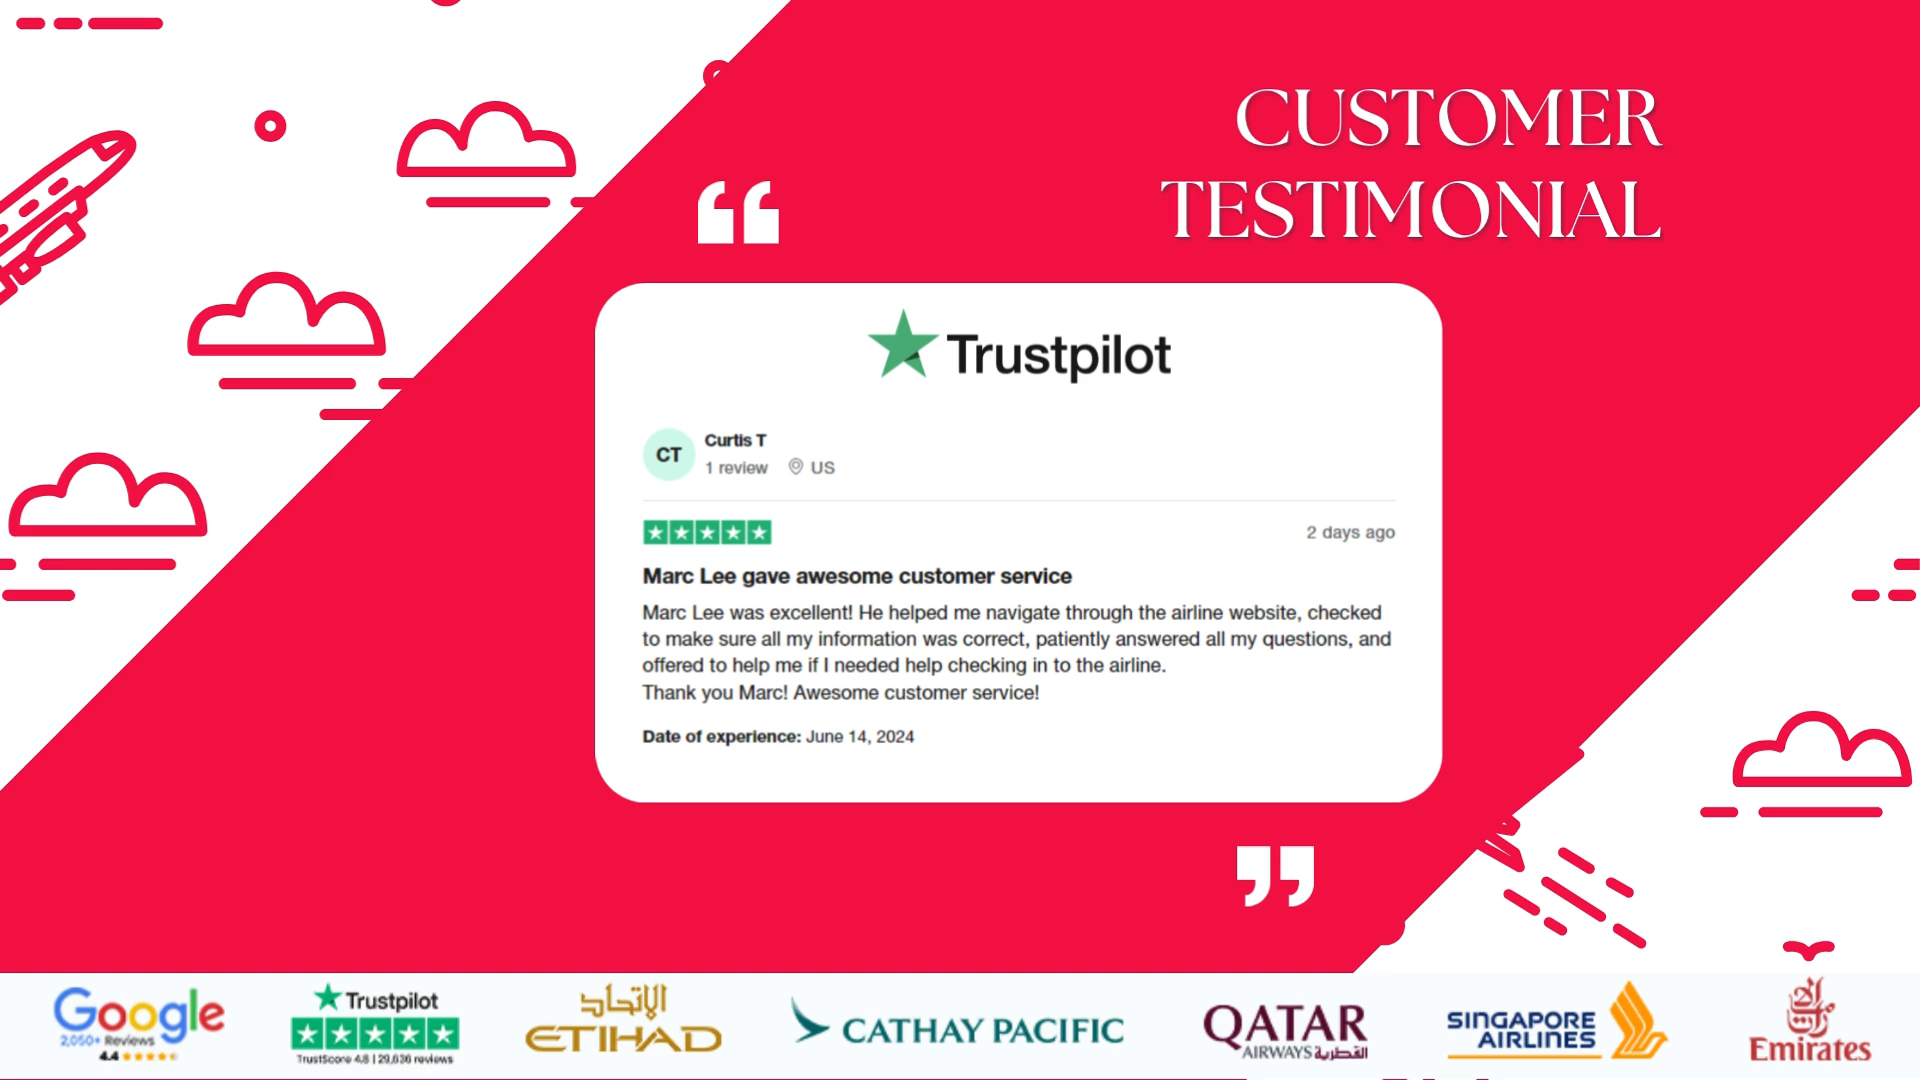 CUSTOMER
TESTIMONIAL
Trustpilot
CT
Curtis T
1 review US
2 days ago
Marc Lee gave awesome customer service
Marc Lee was excellent! He helped me navigate through the airline website, checked
to make sure all my information was correct, patiently answered all my questions, and
offered to help me if I needed help checking in to the airline.
Thank you Marc! Awesome customer service!
Date of experience: June 14, 2024
Google
2,050+ Reviews
4.4
Trustpilot
TrustScore 4.8 | 29,636 reviews
الإتحاد
ETIHAD
CATHAY PACIFIC
QATAR
AIRWAYS القطرية
SINGAPORE
AIRLINES
Emirates